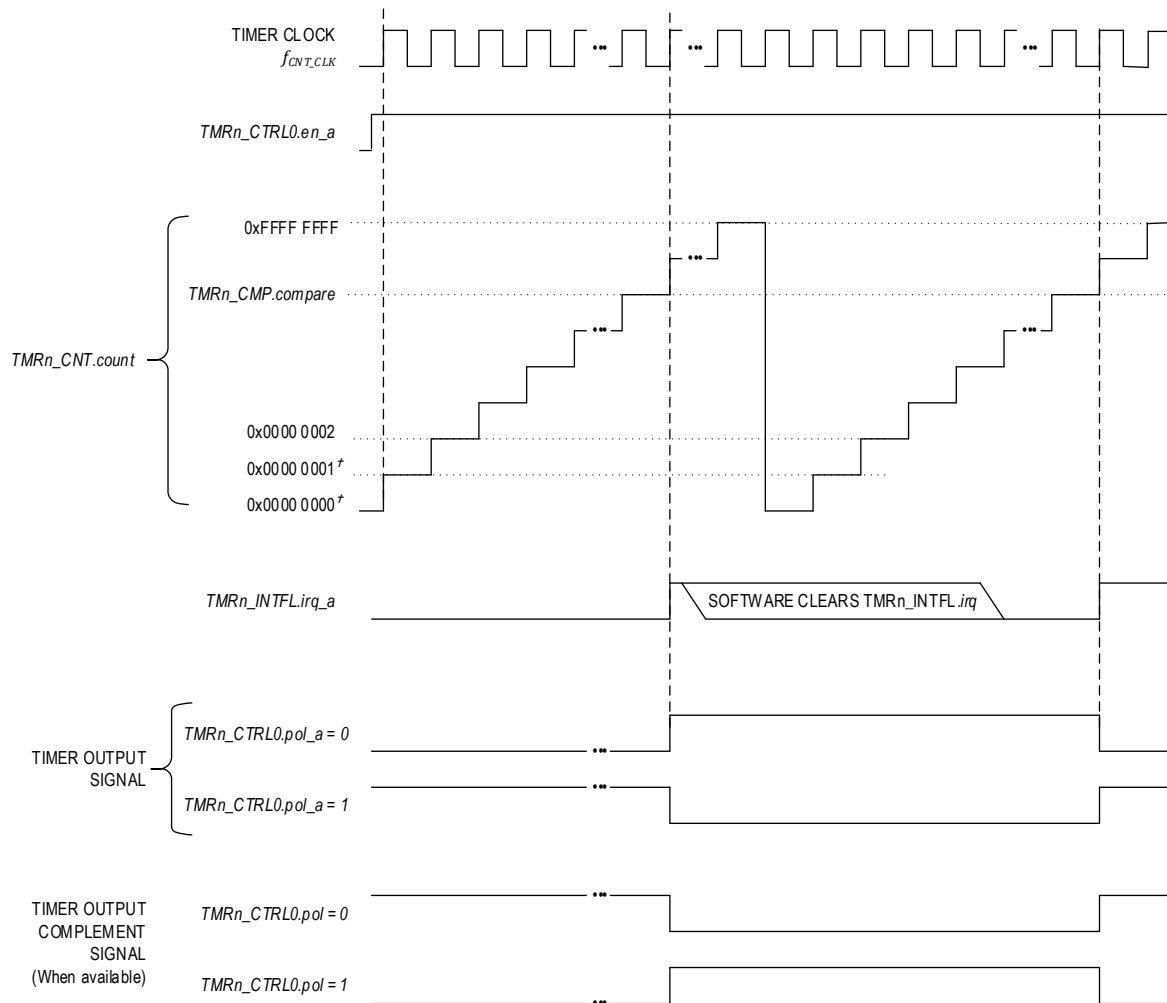 TIMER CLOCK
fCNT_CLK
TMRn_CTRL0.en_a
0xFFFF FFFF
TMRn_CMP.compare
TMRn_CNT.count
0x0000 0002
0x0000 0001†
0x0000 0000†
TMRn_INTFL.irq_a
SOFTWARE CLEARS TMRn_INTFL.irq
TMRn_CTRL0.pol_a = 0
TIMER OUTPUT
SIGNAL
TMRn_CTRL0.pol_a = 1
TMRn_CTRL0.pol = 0
TIMER OUTPUT
COMPLEMENT
SIGNAL
(When available)
TMRn_CTRL0.pol = 1